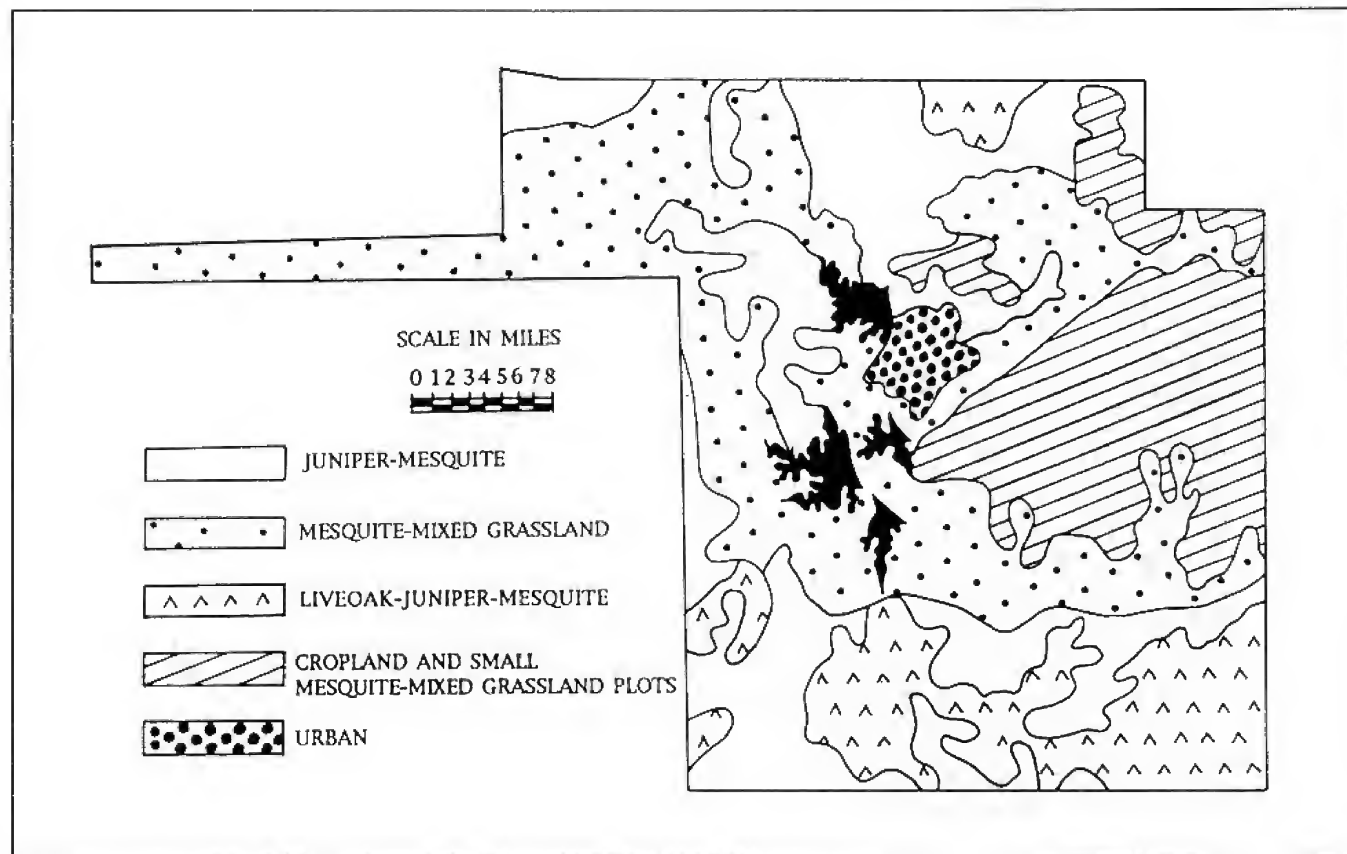 SCALE IN MILES
0 1 2 3 4 5 6 7 8
JUNIPER-MESQUITE
MESQUITE-MIXED GRASSLAND
LIVEOAK-JUNIPER-MESQUITE
CROPLAND AND SMALL
MESQUITE-MIXED GRASSLAND PLOTS
URBAN